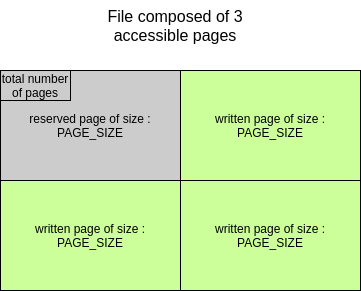 File composed of 3
accessible pages
total number
of pages
reserved page of size :
PAGE_SIZE
written page of size :
PAGE_SIZE
written page of size :
PAGE_SIZE
written page of size :
PAGE_SIZE